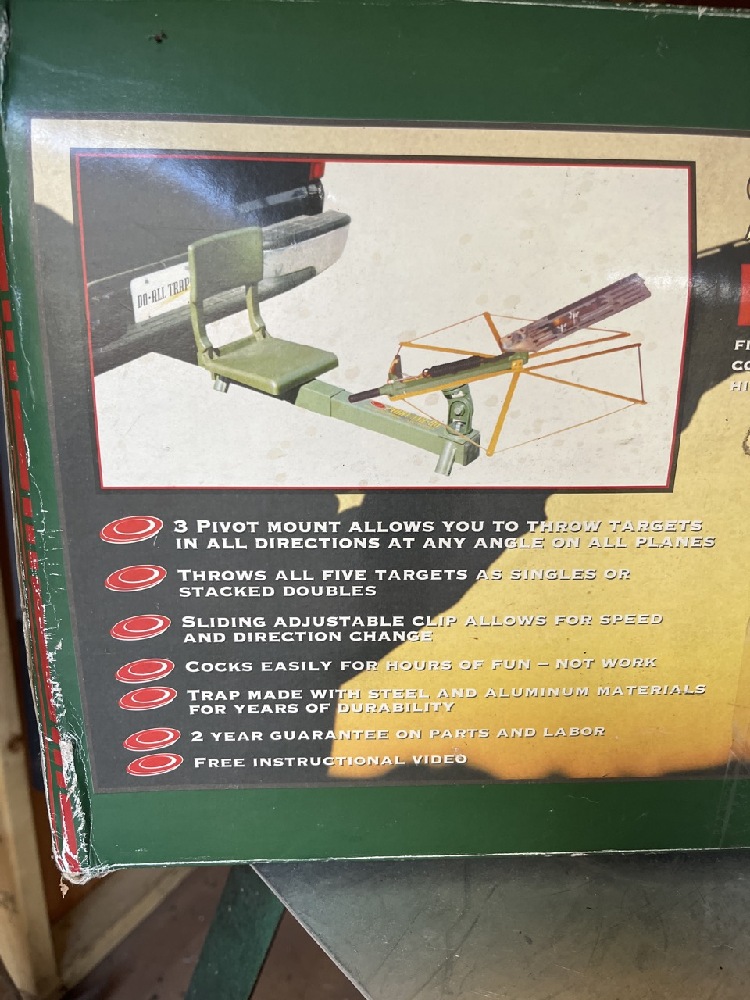 DO-ALL TRAP
3 PIVOT MOUNT ALLOWS YOU TO THROW TARGETS
IN ALL DIRECTIONS AT ANY ANGLE ON ALL PLANES
THROWS ALL FIVE TARGETS AS SINGLES OR
STACKED DOUBLES
SLIDING ADJUSTABLE CLIP ALLOWS FOR SPEED
AND DIRECTION CHANGE
COCKS EASILY FOR HOURS OF FUN – NOT WORK
TRAP MADE WITH STEEL AND ALUMINUM MATERIALS
FOR YEARS OF DURABILITY
2 YEAR GUARANTEE ON PARTS AND LABOR
FREE INSTRUCTIONAL VIDEO